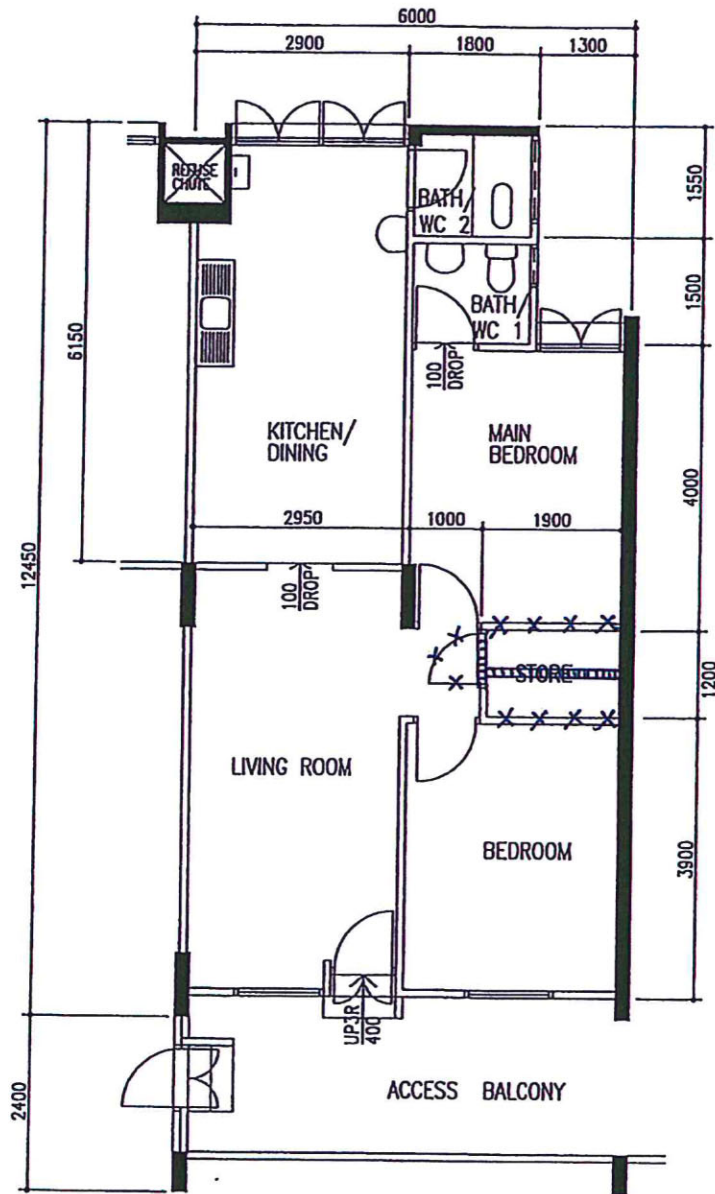 6000
2900
1800
1300
REFUSE
CHUTE
BATH/
WC 2
1550
BATH/
WC 1
1500
6150
100
DROP
KITCHEN/
DINING
MAIN
BEDROOM
4000
2950
1000
1900
12450
100
DROP
STORE
1200
LIVING ROOM
BEDROOM
3900
UP3R
400
2400
ACCESS BALCONY